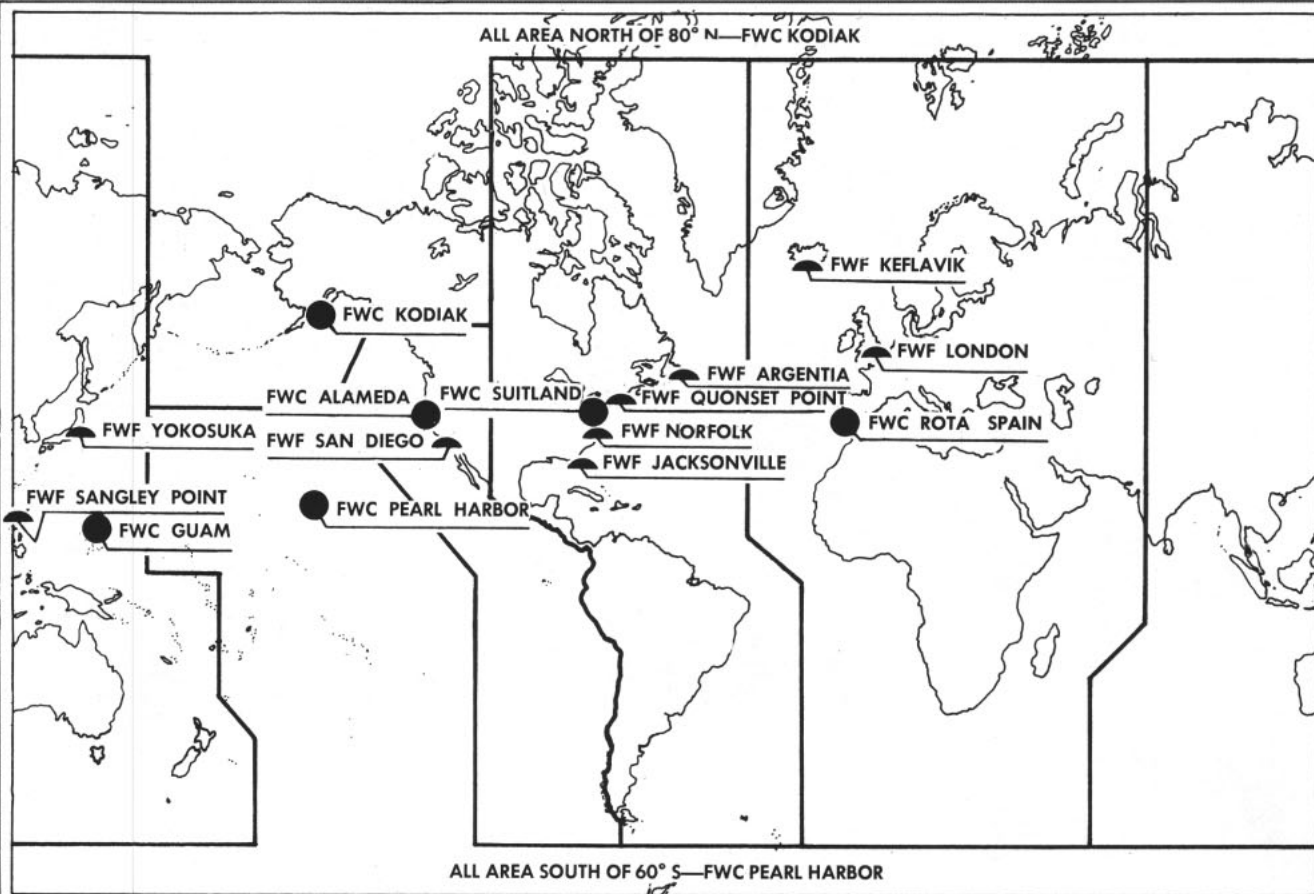 ALL AREA NORTH OF 80° N—FWC KODIAK
FWF KEFLAVIK
FWC KODIAK
FWF LONDON
FWF ARGENTIA
FWC ALAMEDA
FWC SUITLAND
FWF QUONSET POINT
FWC ROTA SPAIN
FWF YOKOSUKA
FWF SAN DIEGO
FWF NORFOLK
FWF JACKSONVILLE
FWF SANGLEY POINT
FWC PEARL HARBOR
FWC GUAM
ALL AREA SOUTH OF 60° S—FWC PEARL HARBOR